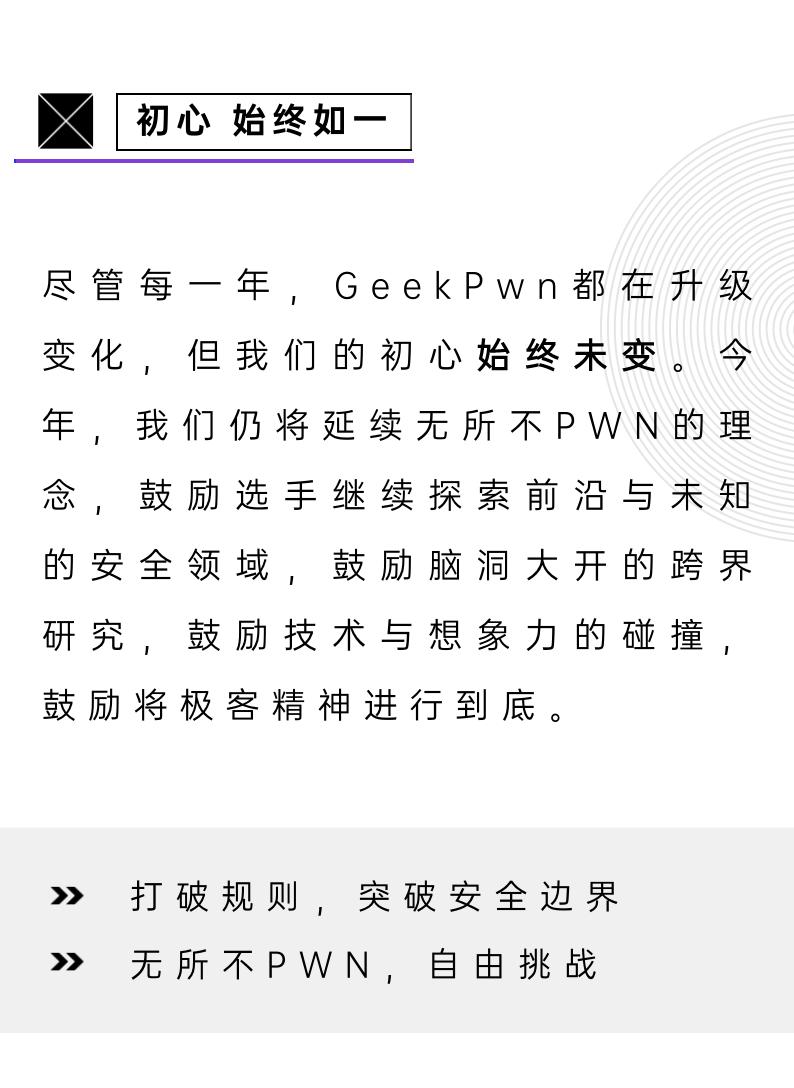 初心 始终如一
尽管每一年，GeekPwn都在升级
变化，但我们的初心始终未变。今
年，我们仍将延续无所不PWN的理
念，鼓励选手继续探索前沿与未知
的安全领域，鼓励脑洞大开的跨界
研究，鼓励技术与想象力的碰撞，
鼓励将极客精神进行到底。
打破规则，突破安全边界
无所不PWN，自由挑战